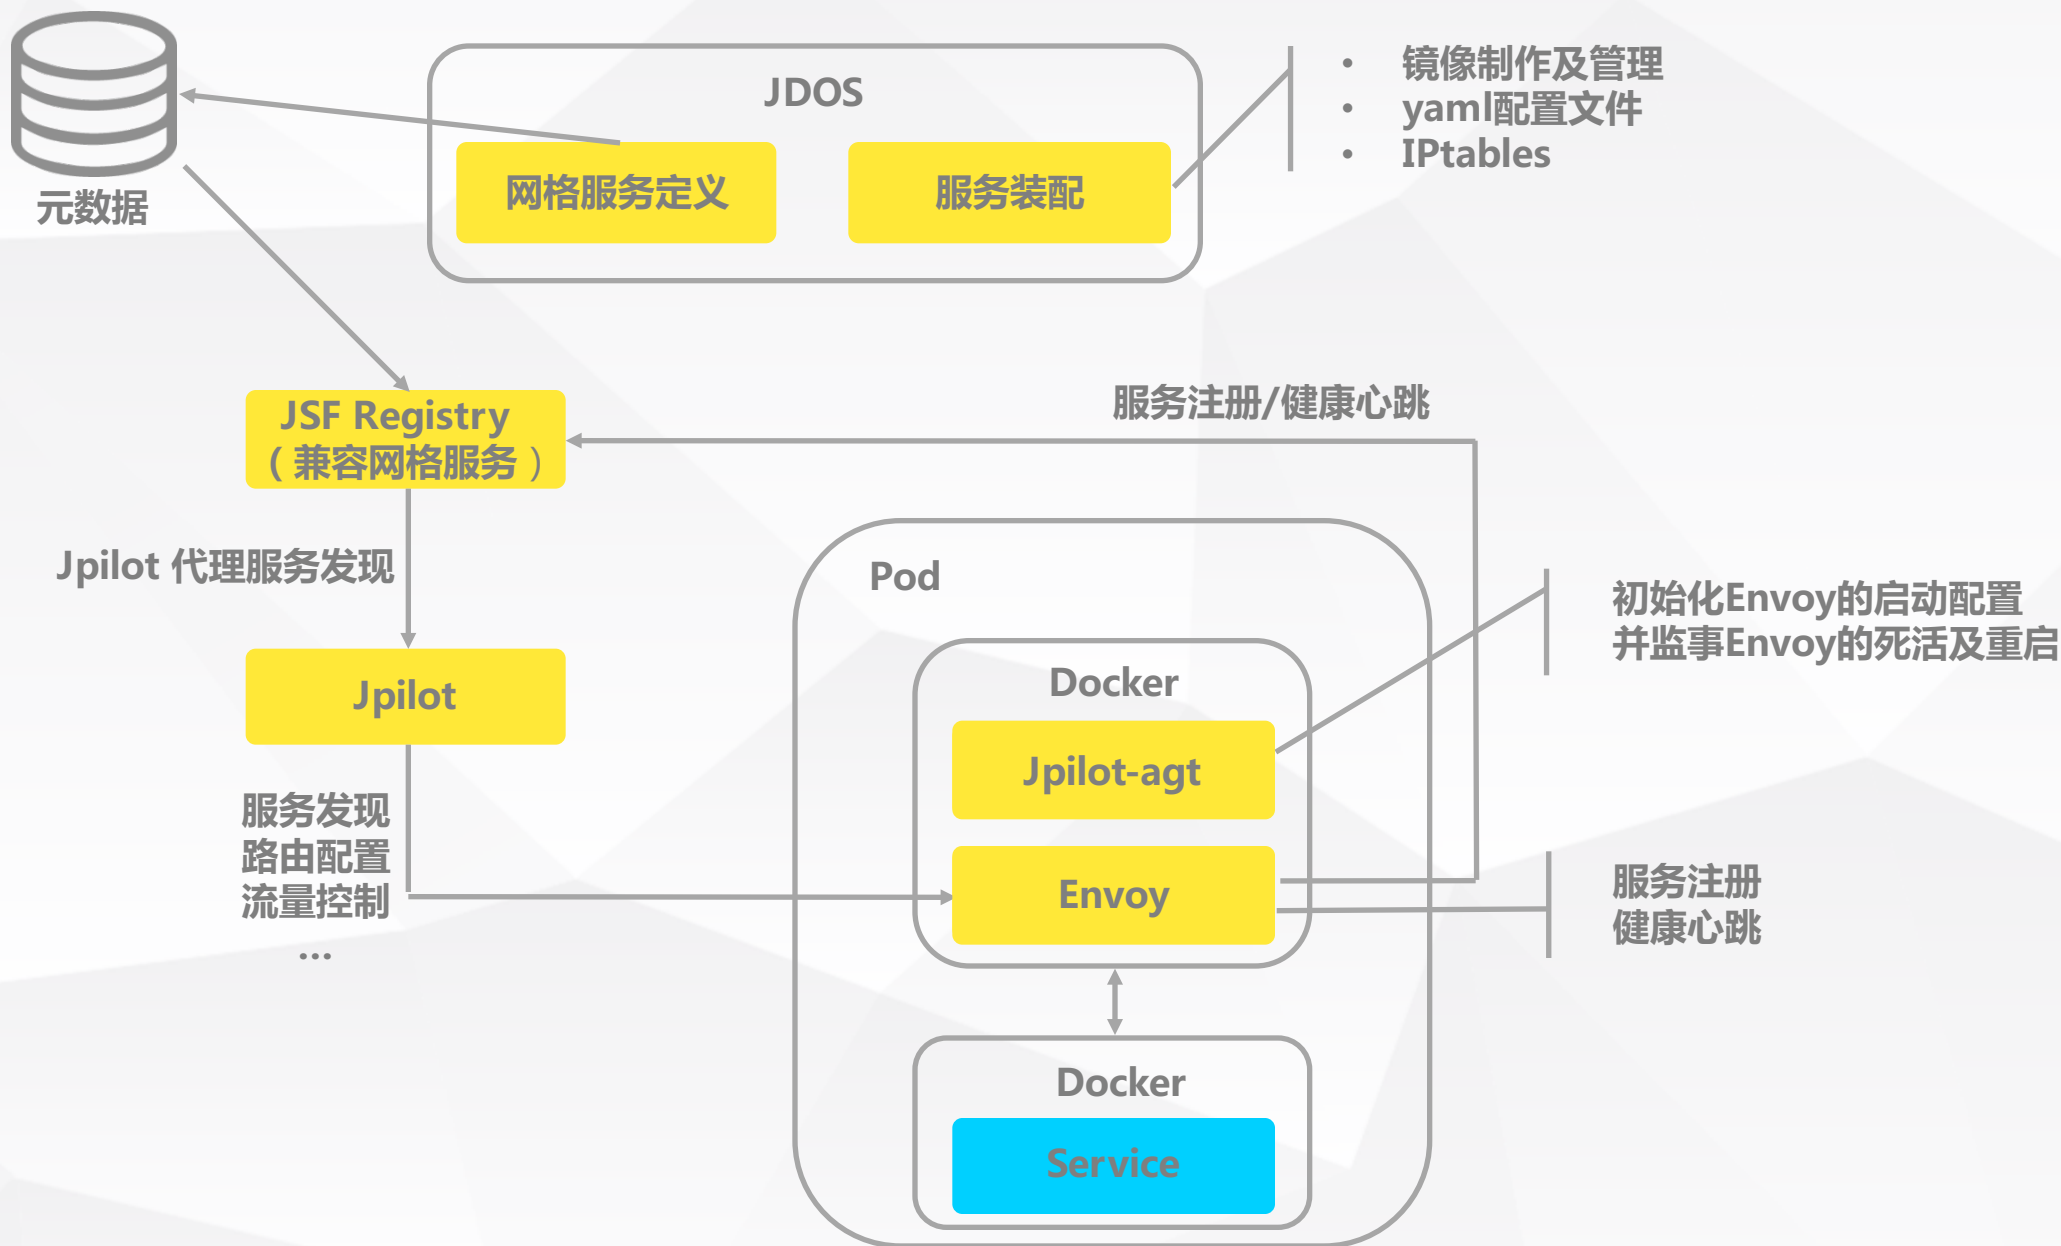 JDOS
网格服务定义
服务装配
• 镜像制作及管理
• yaml配置文件
• IPtables
元数据
JSF Registry
（兼容网格服务）
服务注册/健康心跳
Jpilot 代理服务发现
Jpilot
服务发现
路由配置
流量控制
...
Pod
Docker
Jpilot-agt
Envoy
初始化Envoy的启动配置
并监事Envoy的死活及重启
服务注册
健康心跳
Docker
Service